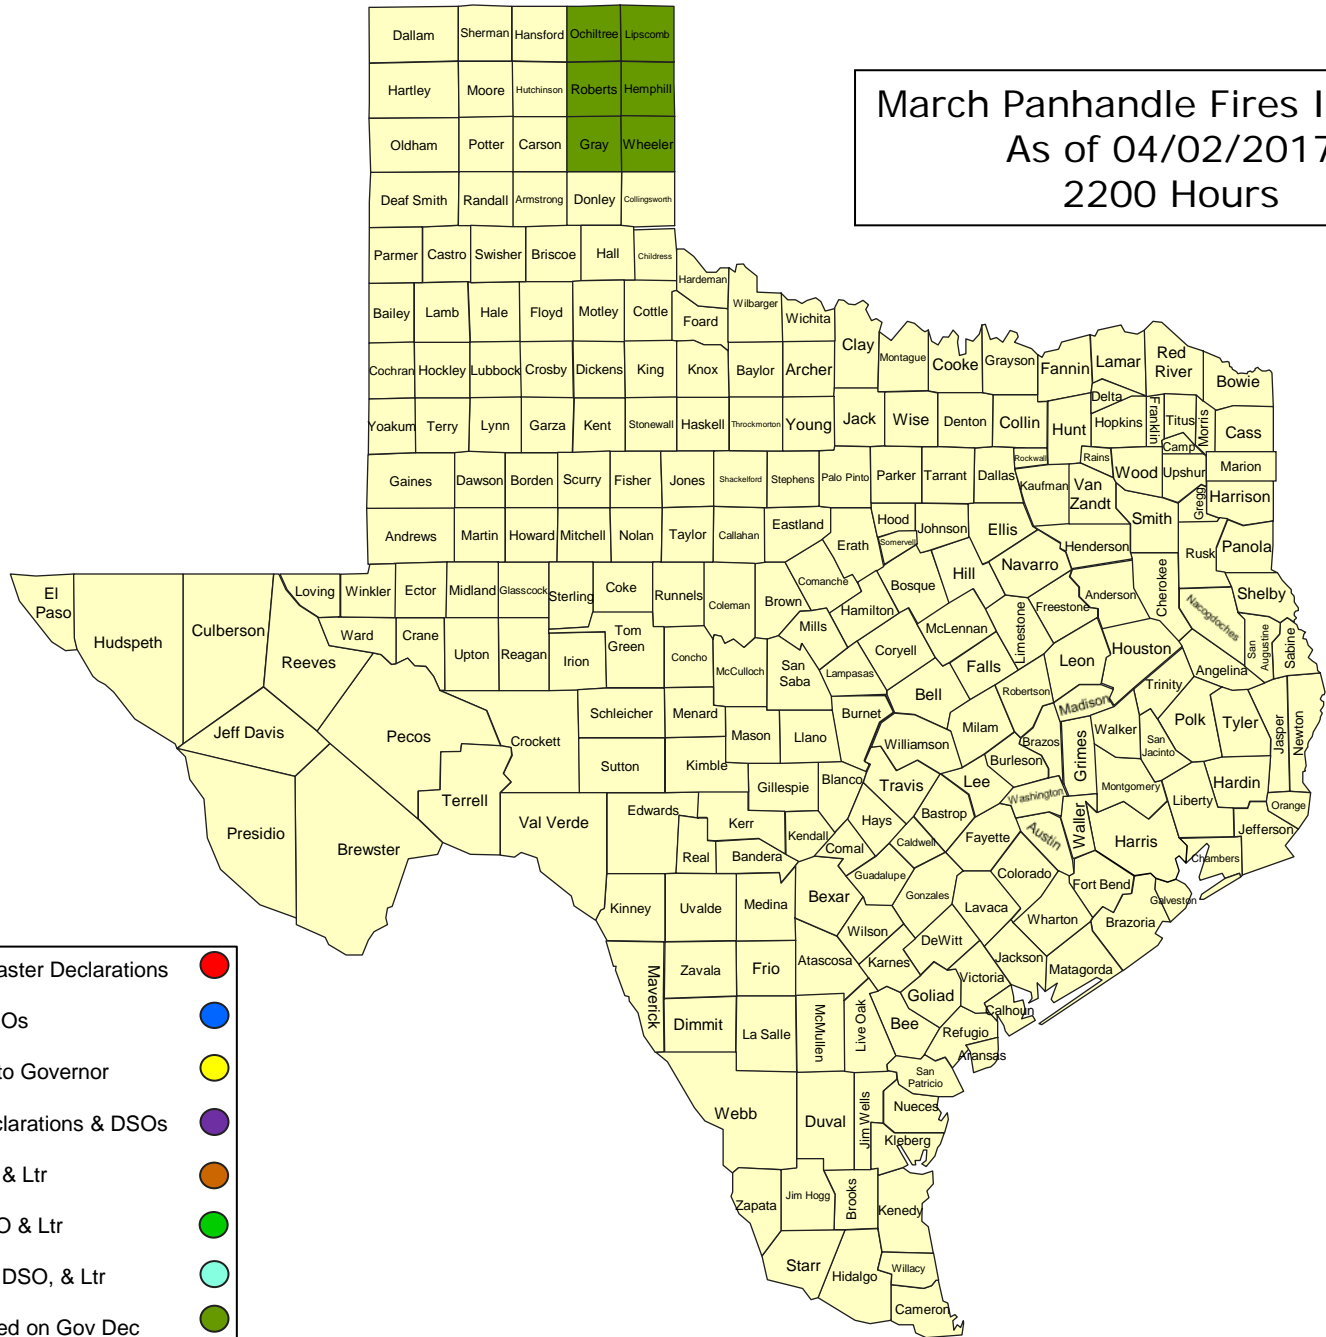 Dallam Sherman Hansford Ochiltree Lipscomb
Hartley Moore Hutchinson Roberts Hemphill
Oldham Potter Carson Gray Wheeler
Deaf Smith Randall Armstrong Donley Collingsworth
Parmer Castro Swisher Briscoe Hall Childress
March Panhandle Fires I
As of 04/02/2017
2200 Hours
Hardeman
Bailey Lamb Hale Floyd Motley Cottle Foard Wilbarger Wichita
Clay Montague Cooke Grayson Fannin Lamar Red
River Bowie
Cochran Hockley Lubbock Crosby Dickens King Knox Baylor Archer
Delta
Yoakum Terry Lynn Garza Kent Stonewall Haskell Throckmorton Young Jack Wise Denton Collin Hunt Hopkins Franklin Titus Morris Cass
Camp
Rockwall Rains Wood Upshur Marion
Gaines Dawson Borden Scurry Fisher Jones Shackelford Stephens Palo Pinto Parker Tarrant Dallas Kaufman Van
Zandt Gregg Harrison
Smith
Andrews Martin Howard Mitchell Nolan Taylor Callahan Eastland Erath Hood Somervell Johnson Ellis Henderson Rusk Panola
El
Paso Hudspeth Culberson Loving Winkler Ector Midland Glasscock Sterling Coke Runnels Coleman Brown Comanche Hamilton Bosque Hill Navarro Freestone Anderson Cherokee Nacogdoches Shelby
Reeves Ward Crane Upton Reagan Irion Tom
Green Concho McCulloch San
Saba Mills Lampasas Coryell McLennan Limestone Falls Leon Houston Angelina San
Augustine Sabine
Jeff Davis Pecos Crockett Schleicher Menard Mason Llano Burnet Bell Milam Robertson Madison Trinity
Brazos Grimes Walker San
Jacinto Polk Tyler Jasper Newton
Sutton Kimble Gillespie Blanco Williamson Travis Lee Burleson Washington Montgomery Liberty Hardin Orange
Presidio Brewster Terrell Val Verde Edwards Kerr Kendall Hays Bastrop Caldwell Fayette Austin Waller Harris Jefferson
Chambers
Real Bandera Comal Guadalupe Gonzales Colorado Fort Bend Galveston
Kinney Uvalde Medina Bexar Wilson Lavaca Wharton Brazoria
Maverick Zavala Frio Atascosa Karnes DeWitt Jackson Matagorda
Victoria
Dimmit La Salle McMullen Live Oak Bee Goliad Calhoun
Refugio
Aransas
San
Patricio
Webb Duval Jim Wells Nueces
Kleberg
Zapata Jim Hogg Brooks Kenedy
Starr Hidalgo Willacy
Cameron
aster Declarations
Os
to Governor
clarations & DSOs
& Ltr
O & Ltr
DSO, & Ltr
ed on Gov Dec